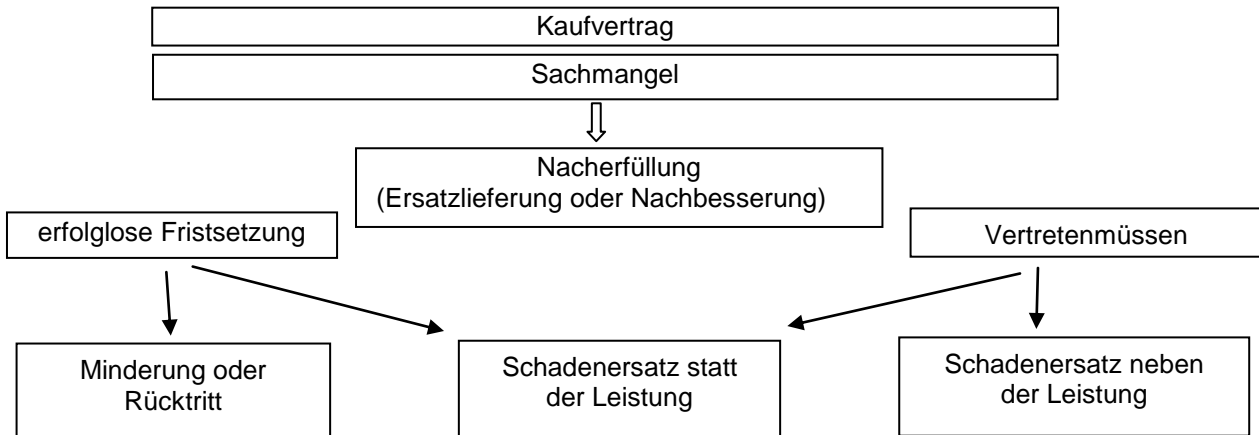 Kaufvertrag
Sachmangel
Nacherfüllung
(Ersatzlieferung oder Nachbesserung)
erfolglose Fristsetzung
Vertretenmüssen
Minderung oder
Rücktritt
Schadenersatz statt
der Leistung
Schadenersatz neben
der Leistung